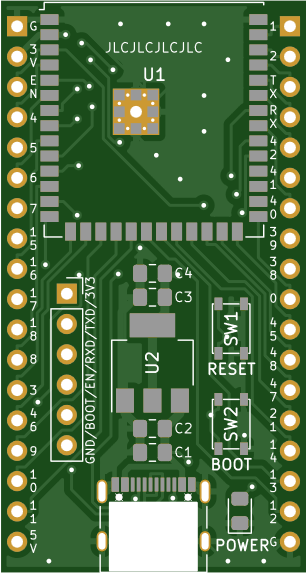 G
3V
EN
4
5
6
7
15
16
17
18
8
3
46
9
10
11
5V
JLCJLCJLCJLC
U1
C4
C3
GND/BOOT/EN/RXD/TXD/3V3
U2
C2
C1
SW1
RESET
SW2
BOOT
POWER
1
2
TX
RX
42
41
40
39
38
0
45
48
47
21
14
13
12
G